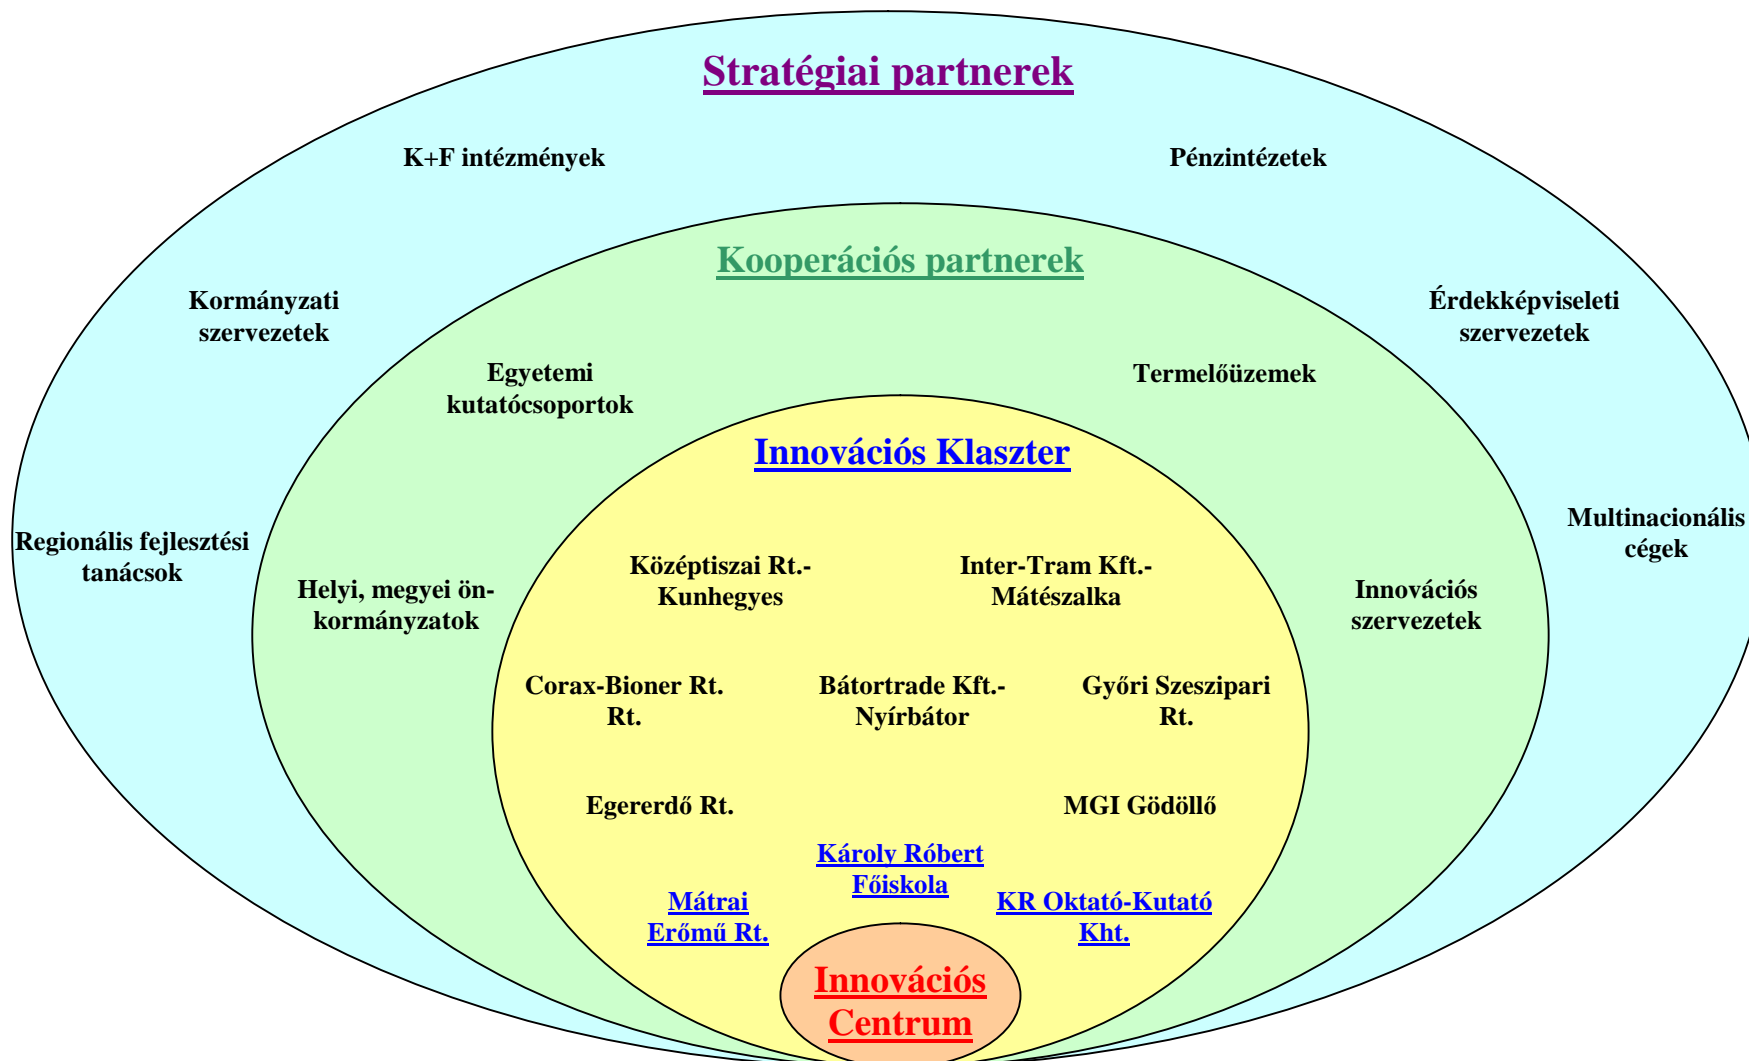 Stratégiai partnerek
K+F intézmények
Pénzintézetek
Kooperációs partnerek
Kormányzati
szervezetek
Érdekképviseleti
szervezetek
Egyetemi
kutatócsoportok
Termelőüzemek
Innovációs Klaszter
Regionális fejlesztési
tanácsok
Multinacionális
cégek
Helyi, megyei ön-
kormányzatok
Középtiszai Rt.-
Kunhegyes
Inter-Tram Kft.-
Mátészalka
Innovációs
szervezetek
Corax-Bioner Rt.
Rt.
Bátortrade Kft.-
Nyírbátor
Győri Szeszipari
Rt.
Egererdő Rt.
MGI Gödöllő
Károly Róbert
Főiskola
Mátrai
Erőmű Rt.
KR Oktató-Kutató
Kht.
Innovációs
Centrum